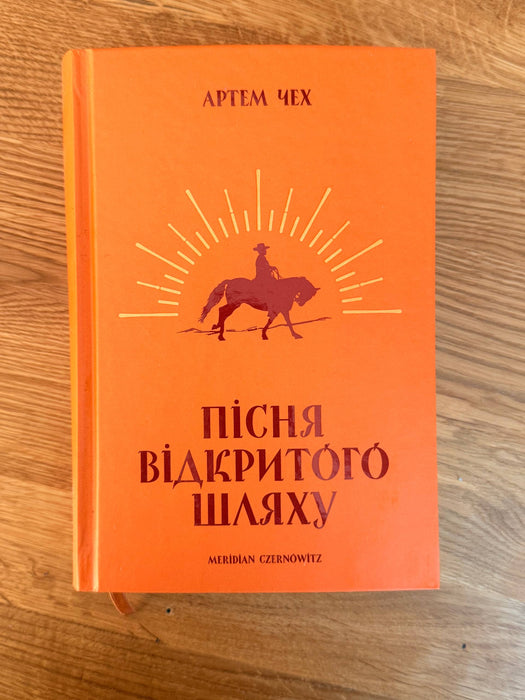 АРТЕМ ЧЕХ
ПІСНЯ
ВІДКРИТОГО
ШЛЯХУ
MERIDIAN CZERNOWITZ